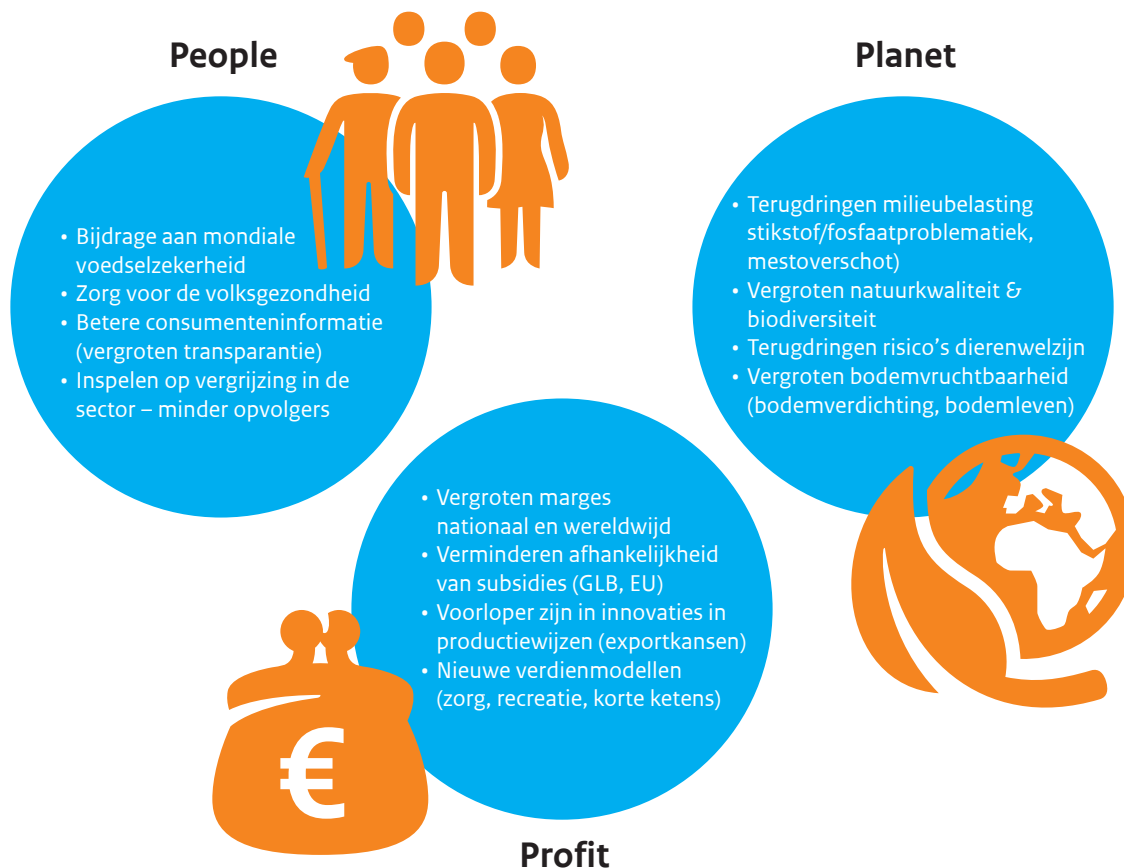 People
• Bijdrage aan mondiale
voedselzekerheid
• Zorg voor de volksgezondheid
• Betere consumenteninformatie
(vergroten transparantie)
• Inspelen op vergrijzing in de
sector – minder opvolgers
Planet
• Terugdringen milieubelasting
stikstof/fosfaatproblematiek,
mestoverschot)
• Vergroten natuurkwaliteit &
biodiversiteit
• Terugdringen risico’s dierenwelzijn
• Vergroten bodemvruchtbaarheid
(bodemverdichting, bodemleven)
• Vergroten marges
nationaal en wereldwijd
• Verminderen afhankelijkheid
van subsidies (GLB, EU)
• Voorloper zijn in innovaties in
productiewijzen (exportkansen)
• Nieuwe verdienmodellen
(zorg, recreatie, korte ketens)
€
Profit